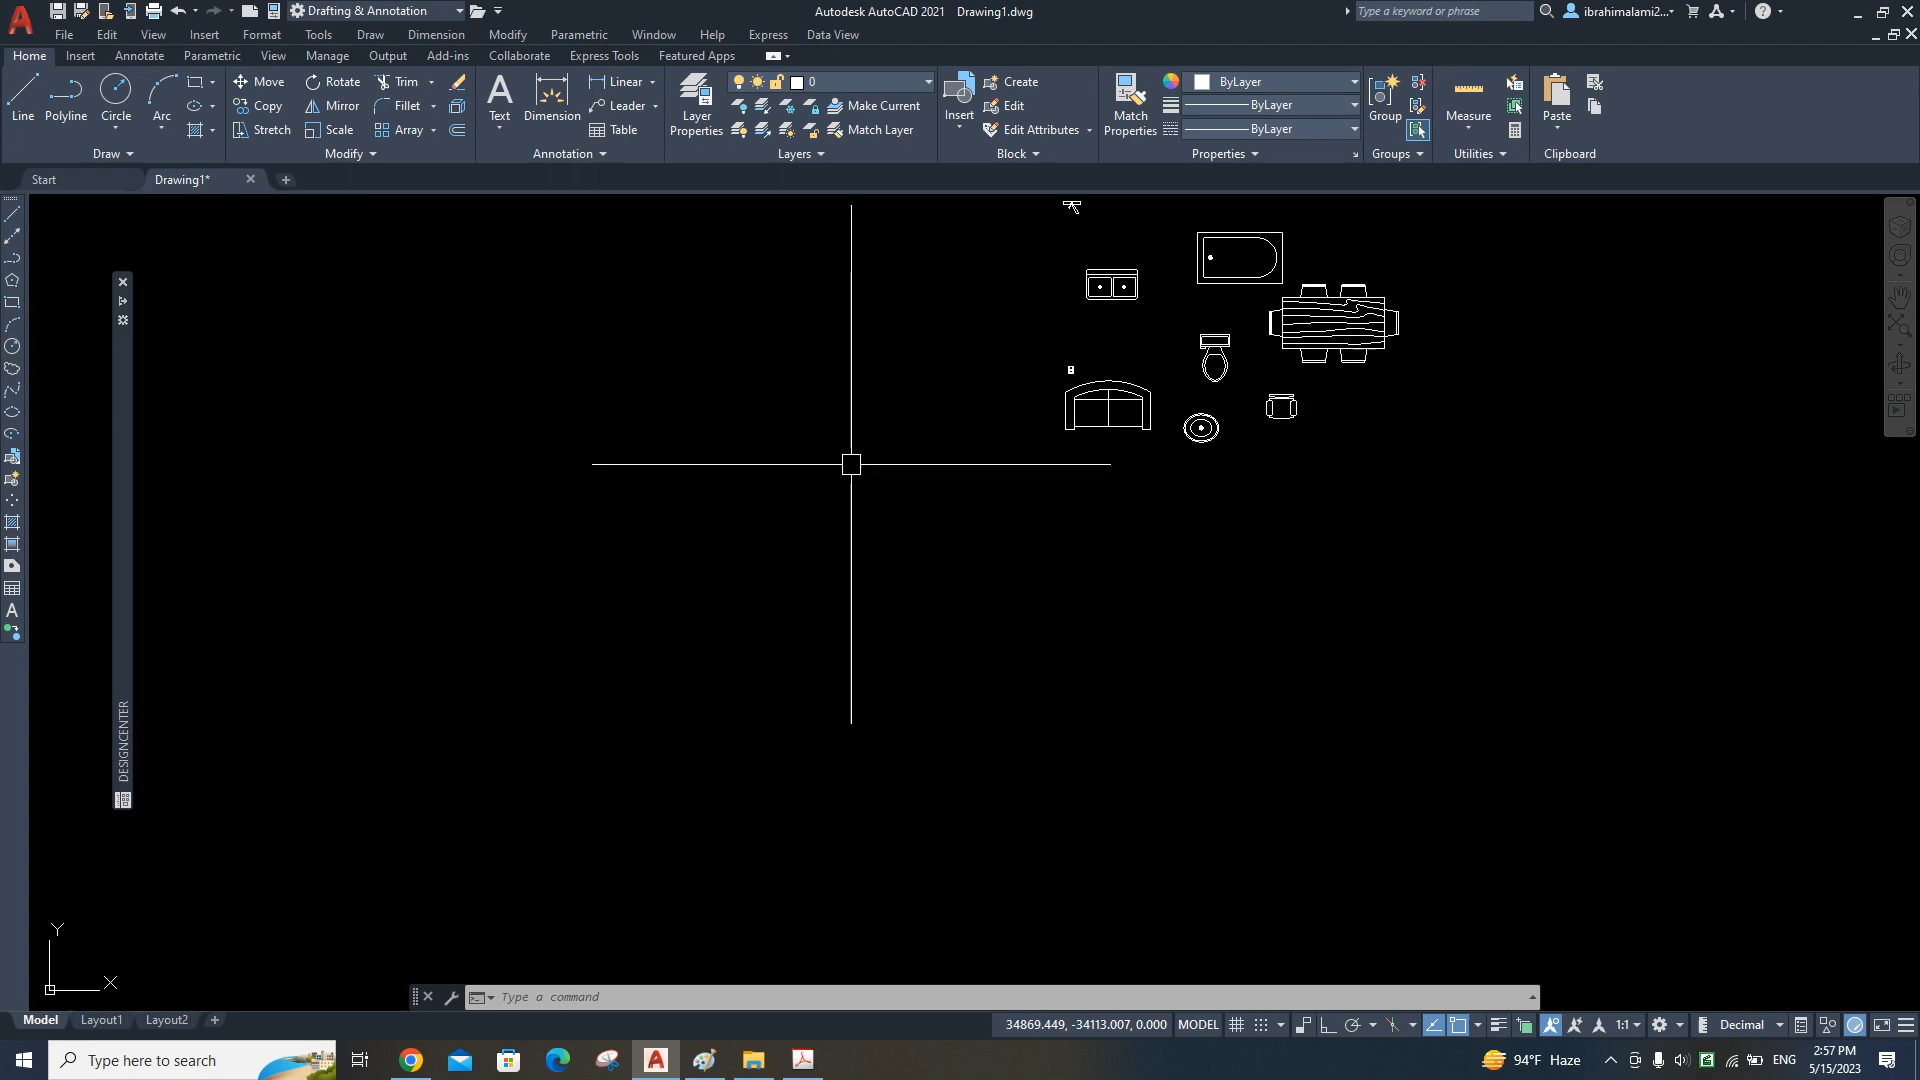 Drafting & Annotation
Autodesk AutoCAD 2021 Drawing1.dwg
Type a keyword or phrase
ibrahimalami2...
File Edit View Insert Format Tools Draw Dimension Modify Parametric Window Help Express Data View
Home Insert Annotate Parametric View Manage Output Add-ins Collaborate Express Tools Featured Apps
Line
Polyline
Circle
Arc
Draw
Move Rotate Trim
Copy Mirror Fillet
Stretch Scale Array
Modify
Text
Dimension
Linear
Leader
Table
Annotation
Layer
Properties
0
Make Current
Match Layer
Layers
Insert
Create
Edit
Edit Attributes
Block
Match
Properties
ByLayer
ByLayer
ByLayer
Properties
Group
Groups
Measure
Utilities
Paste
Clipboard
Start
Drawing1*
DESIGNCENTER
Y
X
Type a command
Model Layout1 Layout2
34869.449, -34113.007, 0.000 MODEL
1:1
Decimal
Type here to search
94°F Haze
ENG
2:57 PM
5/15/2023